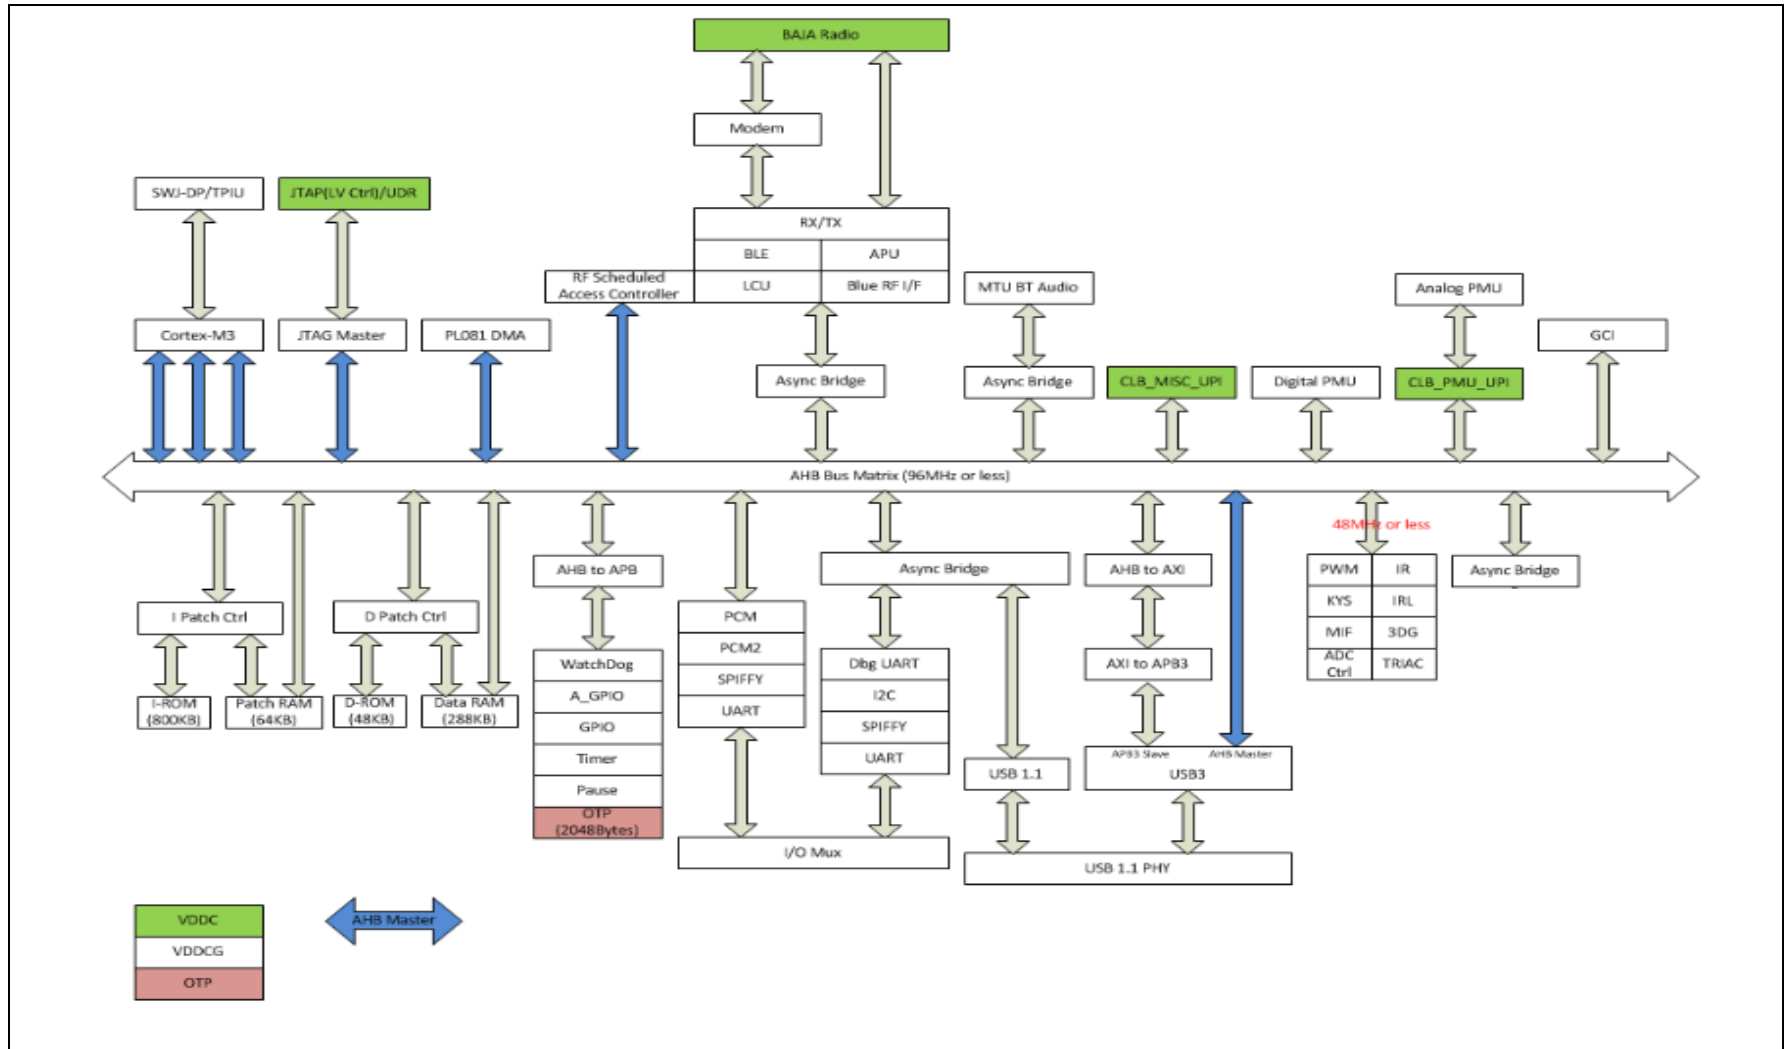 BAJA Radio
Modem
SWJ-DP/TPIU
JTAP(LV Ctrl)/UDR
RX/TX
BLE
APU
RF Scheduled
Access Controller
LCU
Blue RF I/F
MTU BT Audio
Analog PMU
Cortex-M3
JTAG Master
PL081 DMA
GCI
Async Bridge
Async Bridge
CLB_MISC_UPI
Digital PMU
CLB_PMU_UPI
AHB Bus Matrix (96MHz or less)
48MHz or less
AHB to APB
Async Bridge
AHB to AXI
PWM
IR
Async Bridge
I Patch Ctrl
D Patch Ctrl
PCM
KYS
IRL
PCM2
MIF
3DG
WatchDog
Dbg UART
AXI to APB3
ADC
Ctrl
TRIAC
SPIFFY
A_GPIO
I2C
I-ROM
(800KB)
Patch RAM
(64KB)
D-ROM
(48KB)
Data RAM
(288KB)
UART
GPIO
SPIFFY
Timer
UART
APB3 Slave
AHB Master
USB 1.1
USB3
Pause
OTP
(2048Bytes)
I/O Mux
USB 1.1 PHY
VDDC
AHB Master
VDDCG
OTP